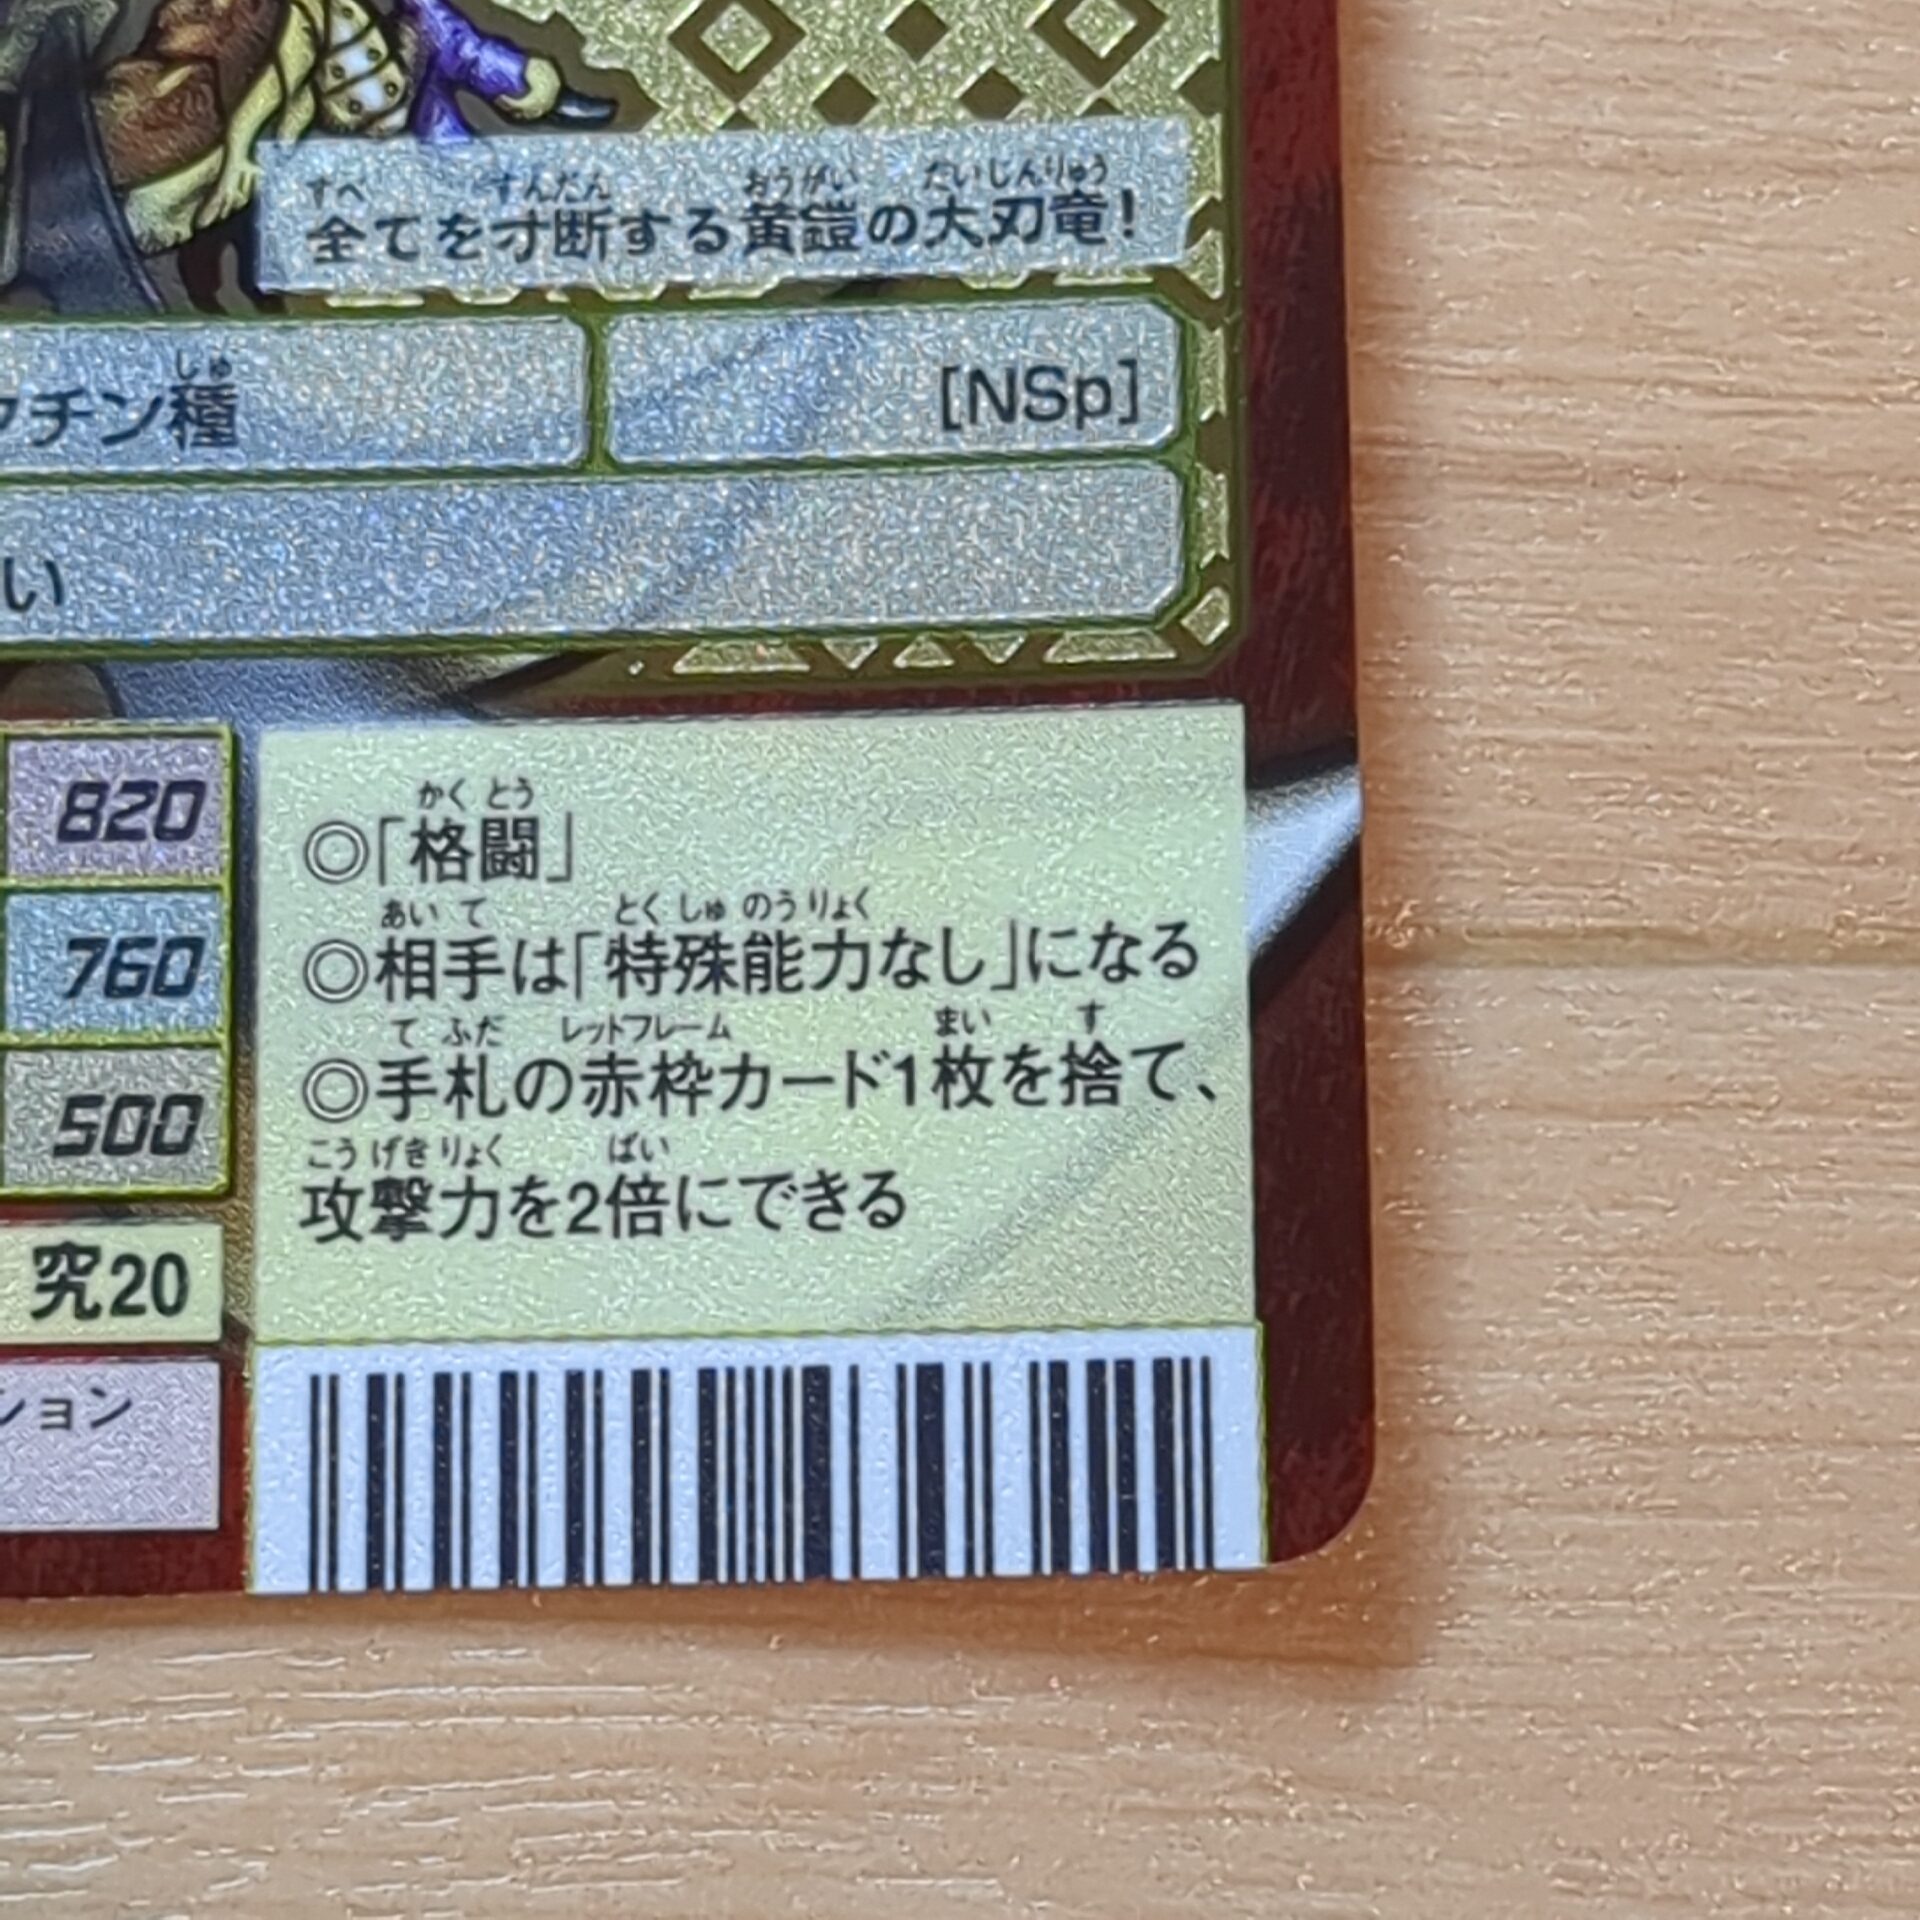 全てを寸断する黄鎧の大刃竜!
すべ すんだん おうがい だいじんりゅう
クチン種
しゅ
[NSp]
い
820
760
500
究20
ション
かくとう
◎「格闘」
あいて とくしゅのうりょく
◎相手は「特殊能力なし」になる
てふだ レッドフレーム まい す
◎手札の赤枠カード1枚を捨て、
こうげきりょく ばい
攻撃力を2倍にできる